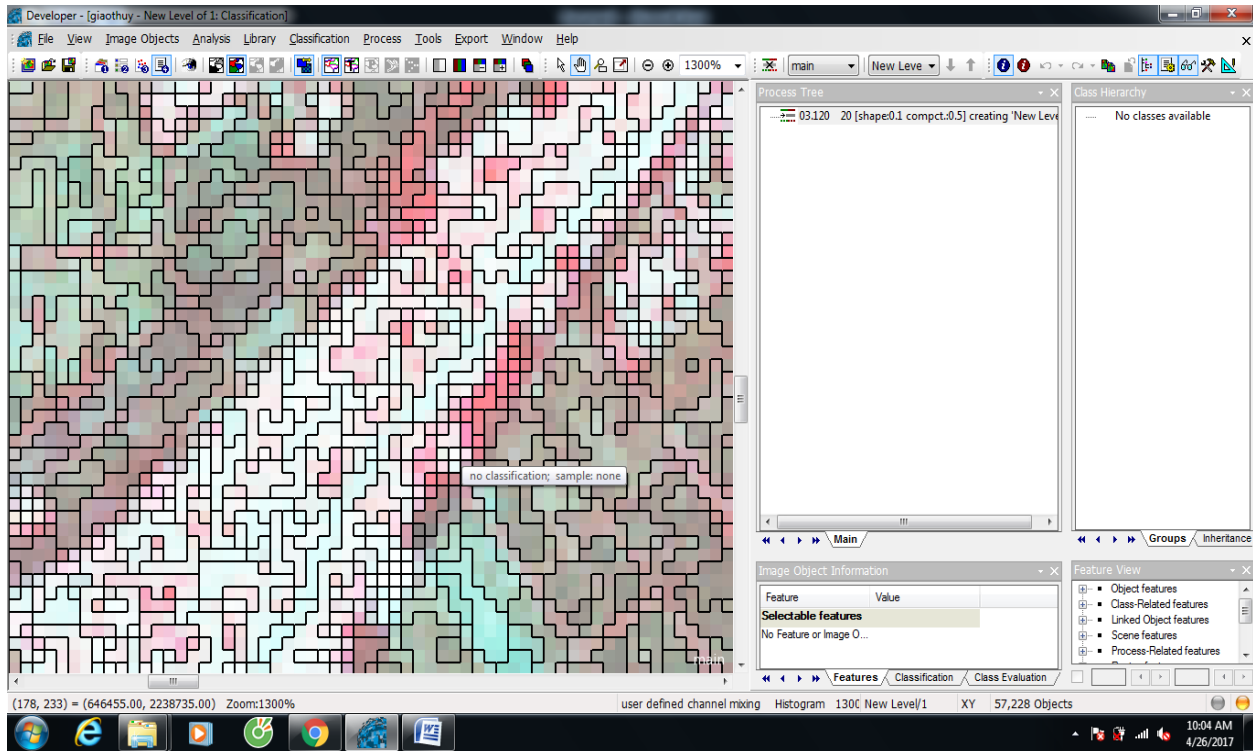 Developer - [giaothuy - New Level of 1: Classification]
File View Image Objects Analysis Library Classification Process Tools Export Window Help
1300% main New Leve
Process Tree
03.120 20 [shape:0.1 compct.:0.5] creating 'New Leve
Class Hierarchy
No classes available
no classification; sample: none
main
Main
Groups Inheritance
Image Object Information
Feature Value
Selectable features
No Feature or Image O...
Features Classification Class Evaluation
Feature View
Object features
Class-Related features
Linked Object features
Scene features
Process-Related features
(178, 233) = (646455.00, 2238735.00) Zoom:1300% user defined channel mixing Histogram 130( New Level/1 XY 57,228 Objects
10:04 AM
4/26/2017